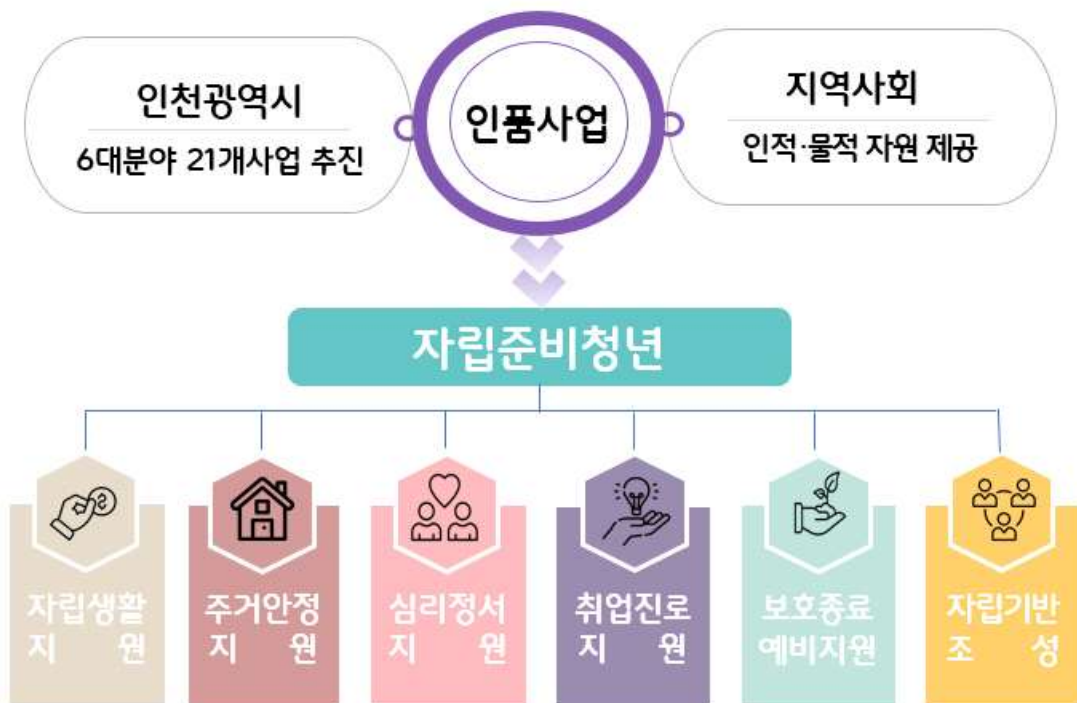 인천광역시
6대분야 21개사업 추진
인품사업
지역사회
인적·물적 자원 제공
자립준비청년
자립생활
지 원
주거안정
지 원
심리정서
지 원
취업진로
지 원
보호종료
예비지원
자립기반
조 성